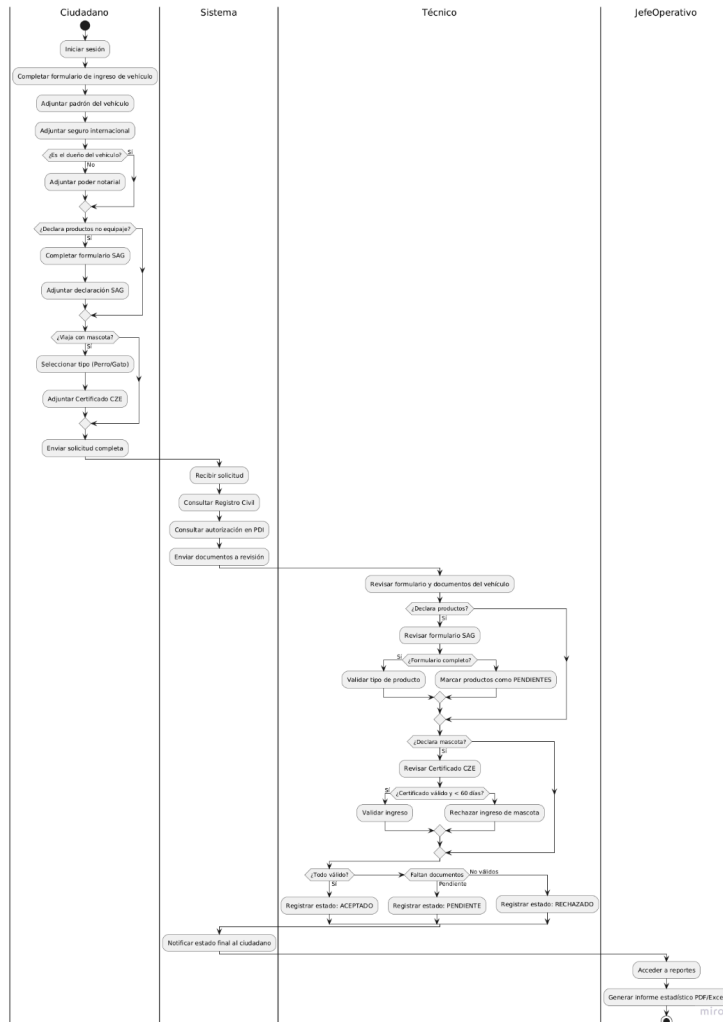 Ciudadano
Sistema
Técnico
JefeOperativo
Iniciar sesión
Completar formulario de ingreso de vehículo
Adjuntar padrón del vehículo
Adjuntar seguro internacional
¿Es el dueño del vehículo?
Sí
No
Adjuntar poder notarial
¿Declara productos no equipaje?
Sí
Completar formulario SAG
Adjuntar declaración SAG
¿Viaja con mascota?
Sí
Seleccionar tipo (Perro/Gato)
Adjuntar Certificado CZE
Enviar solicitud completa
Recibir solicitud
Consultar Registro Civil
Consultar autorización en PDI
Enviar documentos a revisión
Revisar formulario y documentos del vehículo
¿Declara productos?
Sí
Revisar formulario SAG
Sí
¿Formulario completo?
Validar tipo de producto
Marcar productos como PENDIENTES
¿Declara mascota?
Sí
Revisar Certificado CZE
Sí
¿Certificado válido y < 60 días?
Validar ingreso
Rechazar ingreso de mascota
¿Todo válido?
Sí
Faltan documentos
Pendiente
No válidos
Registrar estado: ACEPTADO
Registrar estado: PENDIENTE
Registrar estado: RECHAZADO
Notificar estado final al ciudadano
Acceder a reportes
Generar informe estadístico PDF/Exce
miro